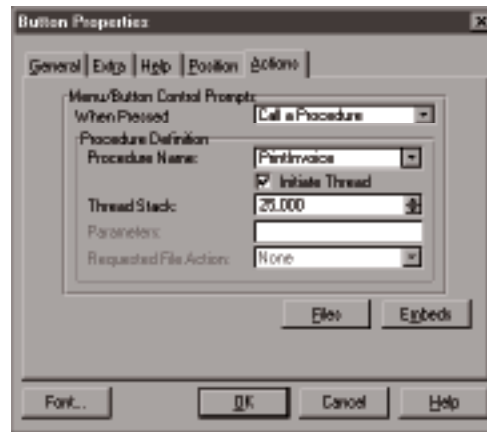 Button Properties
General Extra Help Position Actions
Menu/Button Control Prompts
When Pressed Call a Procedure
Procedure Definition
Procedure Name: PrintInvoice
Initiate Thread
Thread Stack: 25,000
Parameters:
Requested File Action: None
Files Embeds
Font... OK Cancel Help